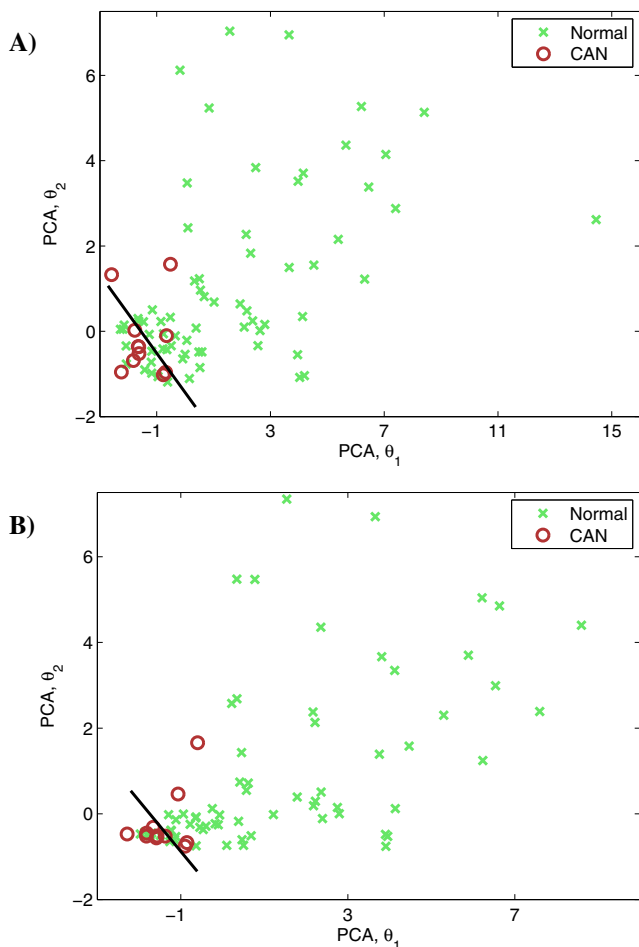 A)
Normal
CAN
6
4
2
0
−2
PCA, θ2
−1 3 7 11 15
PCA, θ1
B)
Normal
CAN
6
4
2
0
−2
PCA, θ2
−1 3 7
PCA, θ1